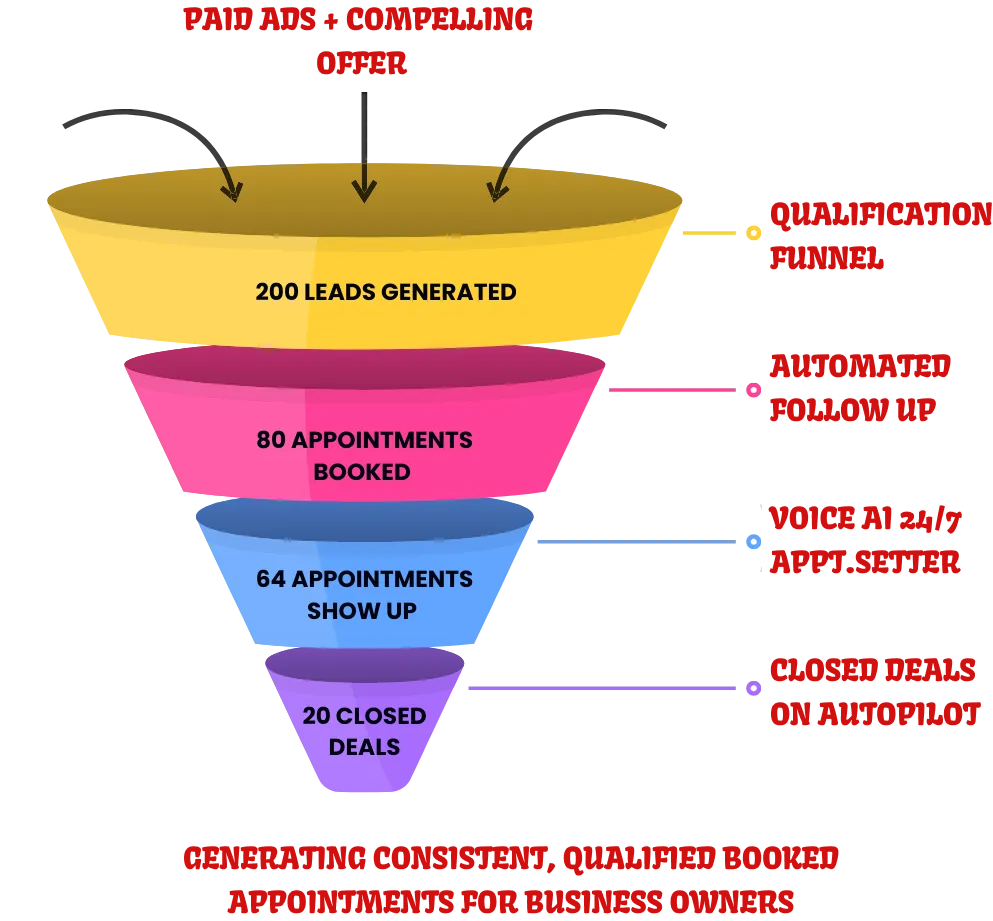 PAID ADS + COMPELLING
OFFER
200 LEADS GENERATED
QUALIFICATION
FUNNEL
80 APPOINTMENTS
BOOKED
AUTOMATED
FOLLOW UP
64 APPOINTMENTS
SHOW UP
VOICE AI 24/7
APPT.SETTER
20 CLOSED
DEALS
CLOSED DEALS
ON AUTOPILOT
GENERATING CONSISTENT, QUALIFIED BOOKED
APPOINTMENTS FOR BUSINESS OWNERS